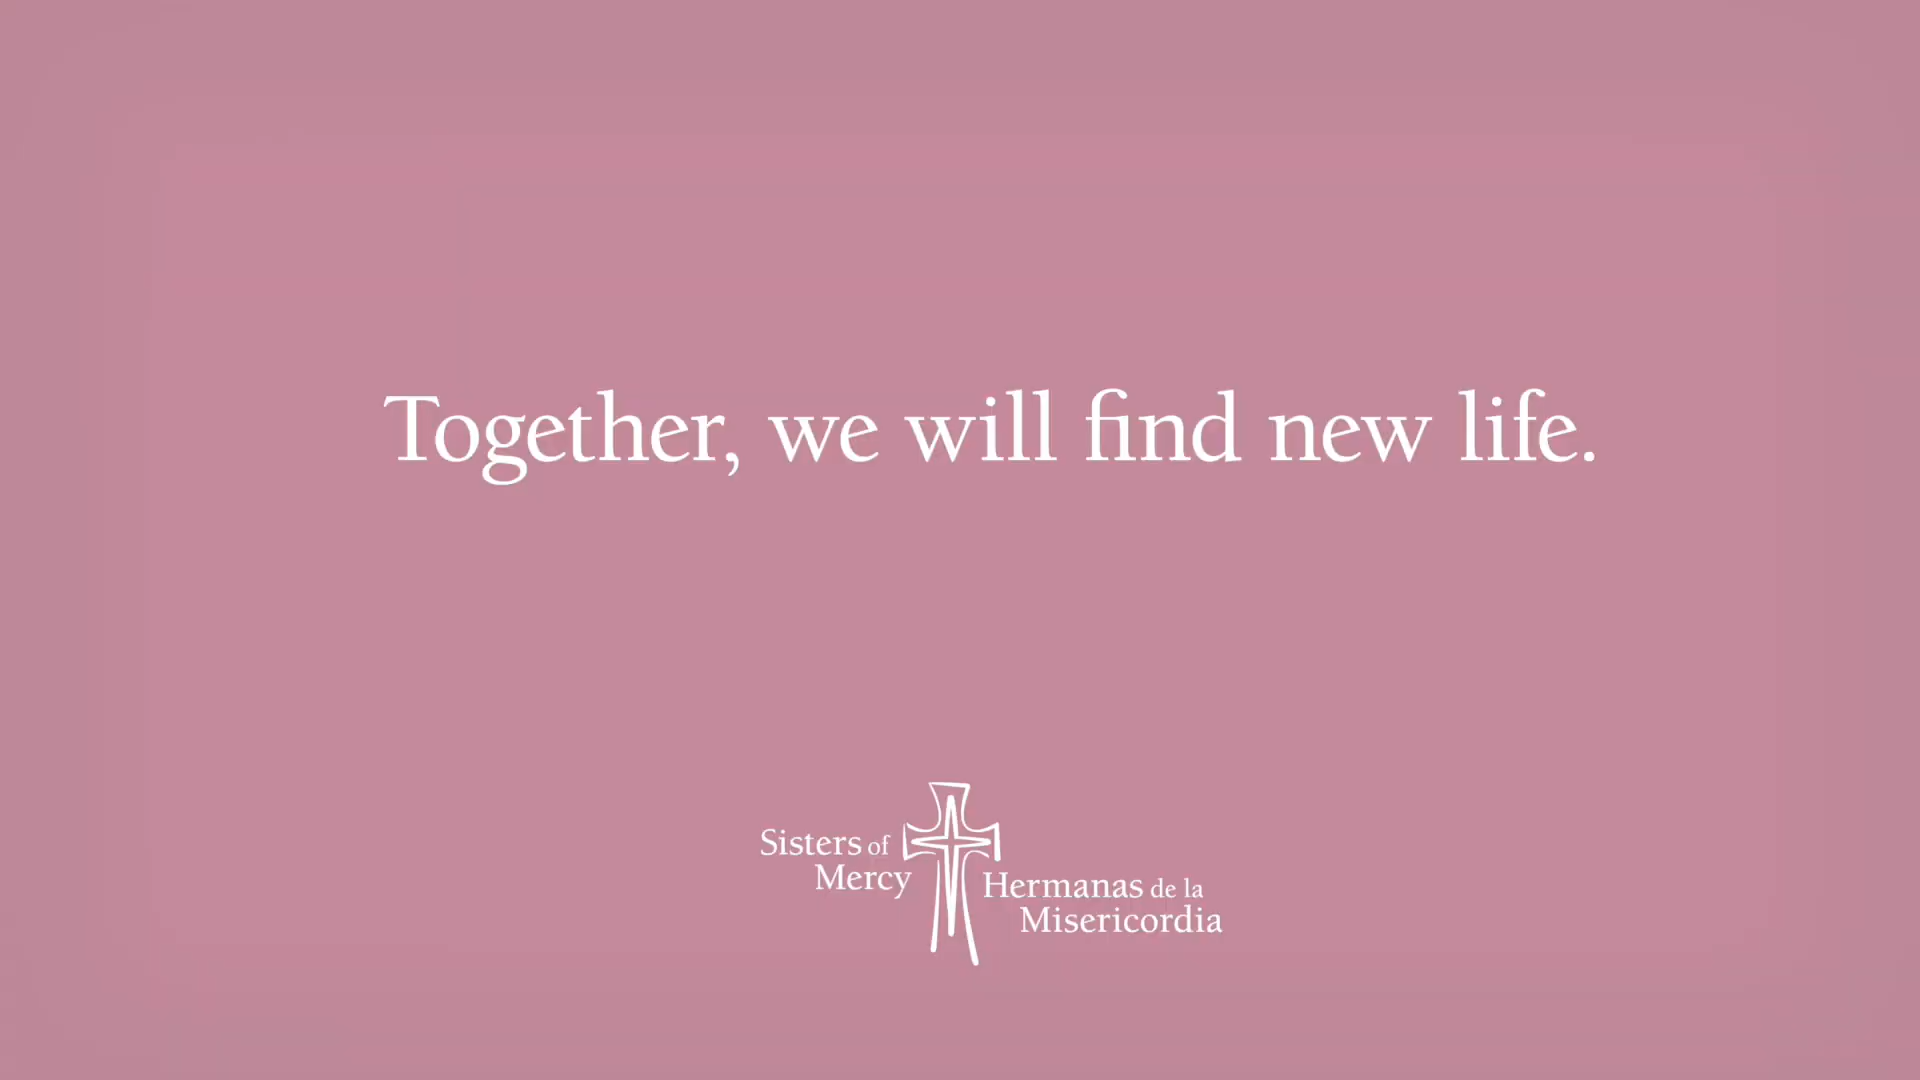 Together, we will find new life.
Sisters of
Mercy
Hermanas de la
Misericordia